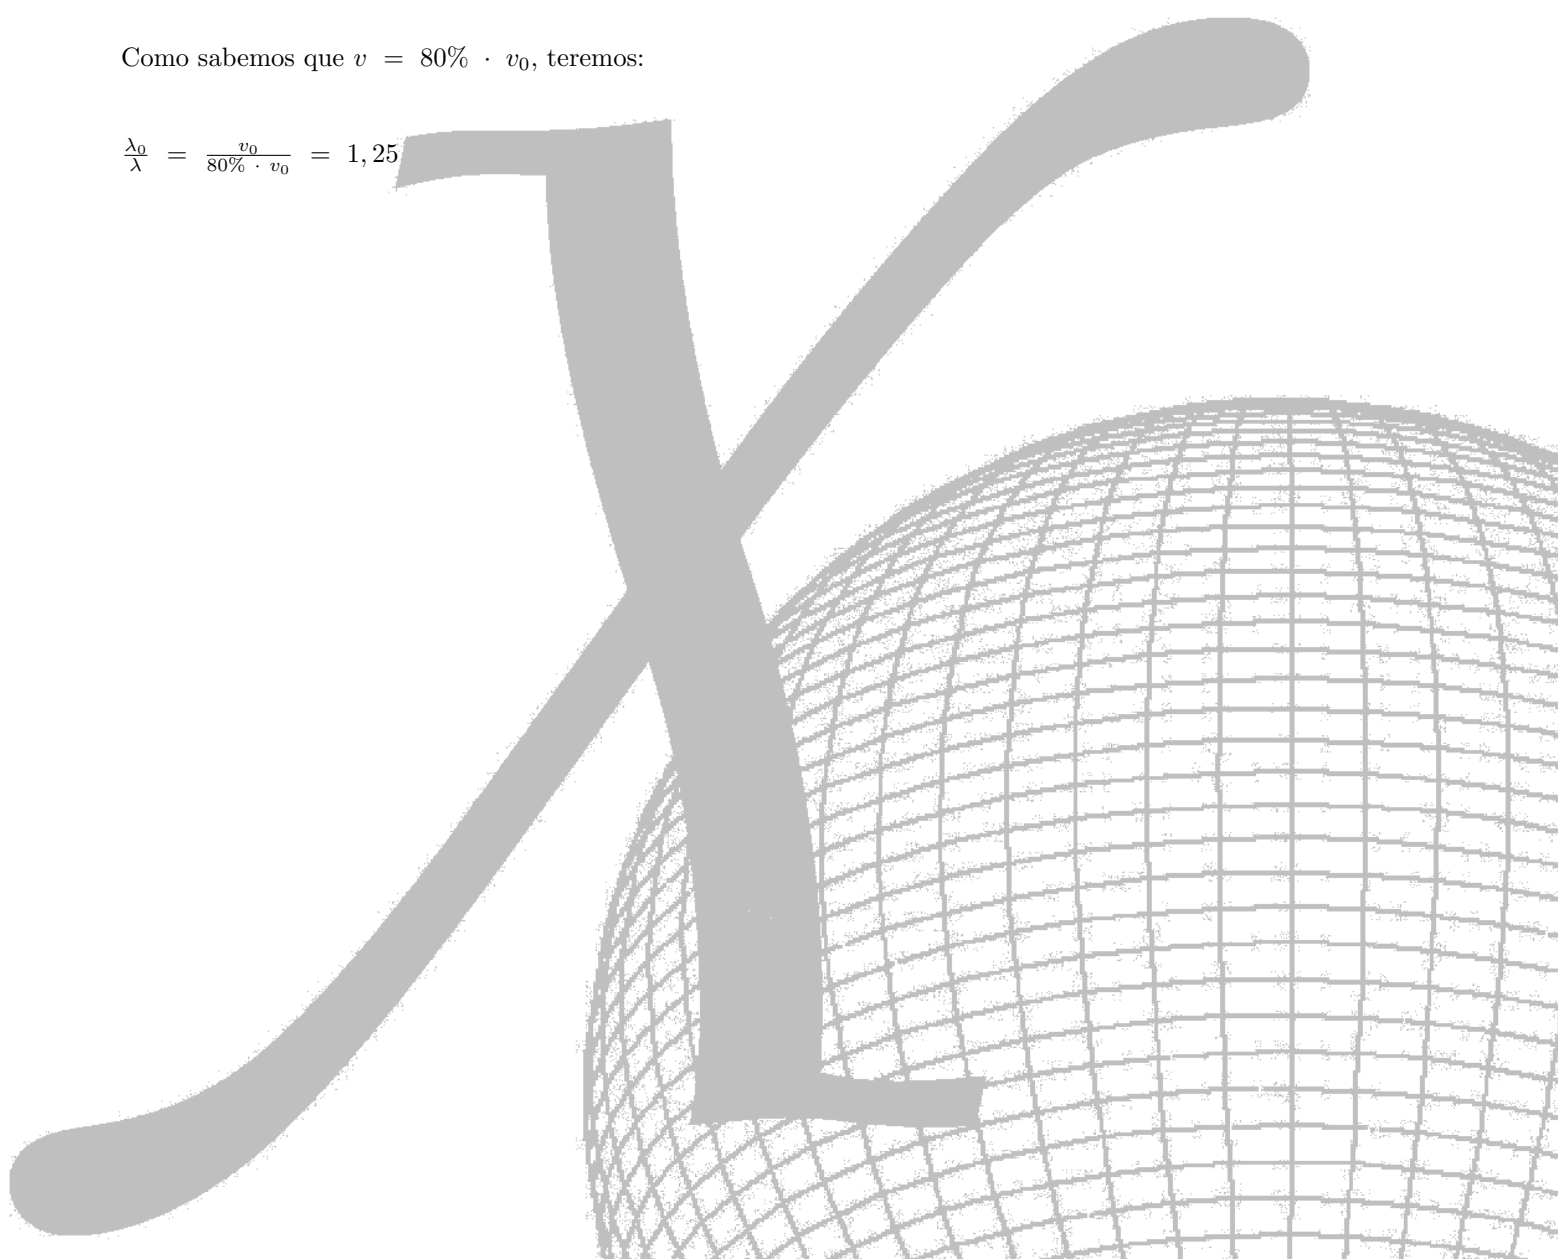 Como sabemos que v = 80% · v₀, teremos:
λ₀/λ = v₀/(80% · v₀) = 1,25